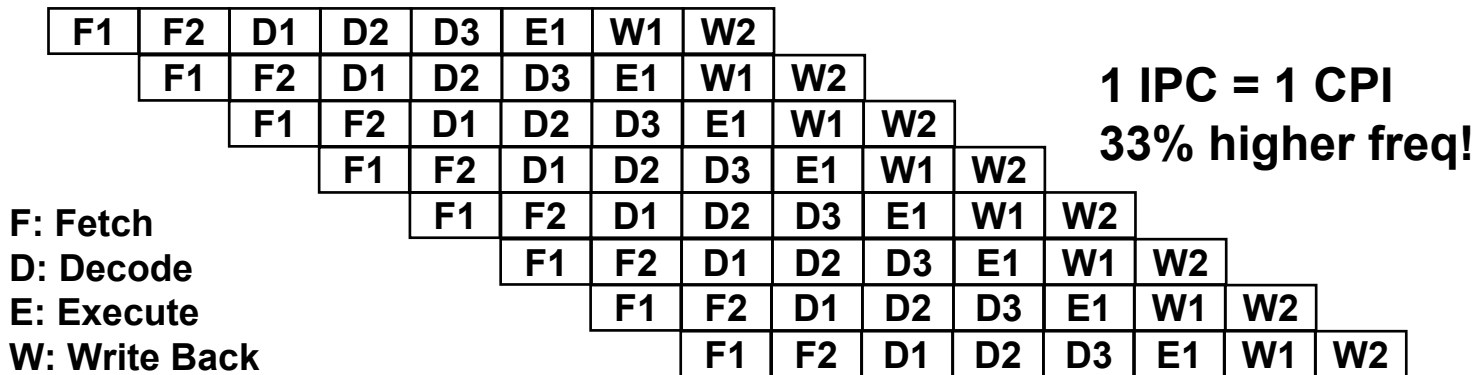 F1 F2 D1 D2 D3 E1 W1 W2
F1 F2 D1 D2 D3 E1 W1 W2
F1 F2 D1 D2 D3 E1 W1 W2
F1 F2 D1 D2 D3 E1 W1 W2
F1 F2 D1 D2 D3 E1 W1 W2
F1 F2 D1 D2 D3 E1 W1 W2
F1 F2 D1 D2 D3 E1 W1 W2
F1 F2 D1 D2 D3 E1 W1 W2
1 IPC = 1 CPI
33% higher freq!
F: Fetch
D: Decode
E: Execute
W: Write Back